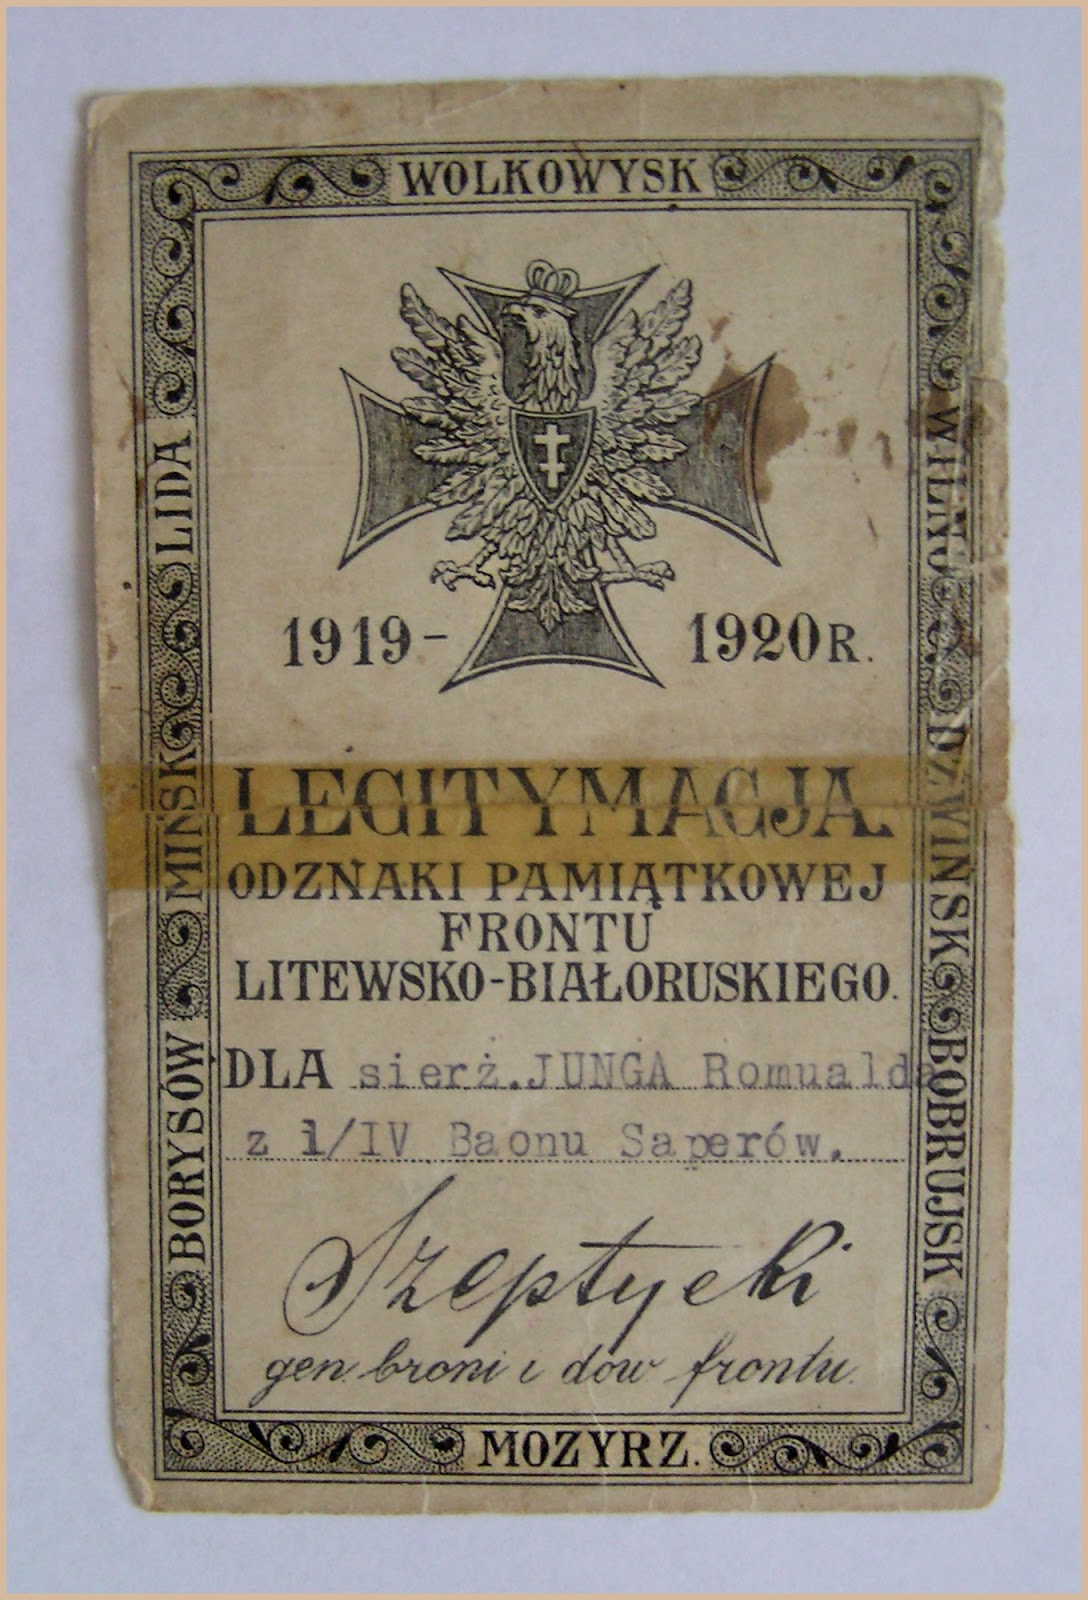 WOLKOWYSK
LIDA
WILNO
1919 - 1920 R.
MIŃSK
DŹWIŃSK
LEGITYMACJA.
ODZNAKI PAMIĄTKOWEJ
FRONTU
LITEWSKO-BIAŁORUSKIEGO.
BORYSÓW
BOBRUJSK
DLA sierż. JUNGA Romualda
z 1/IV Baonu Saperów.
Szeptycki
gen. broni i dow frontu.
MOZYRZ.